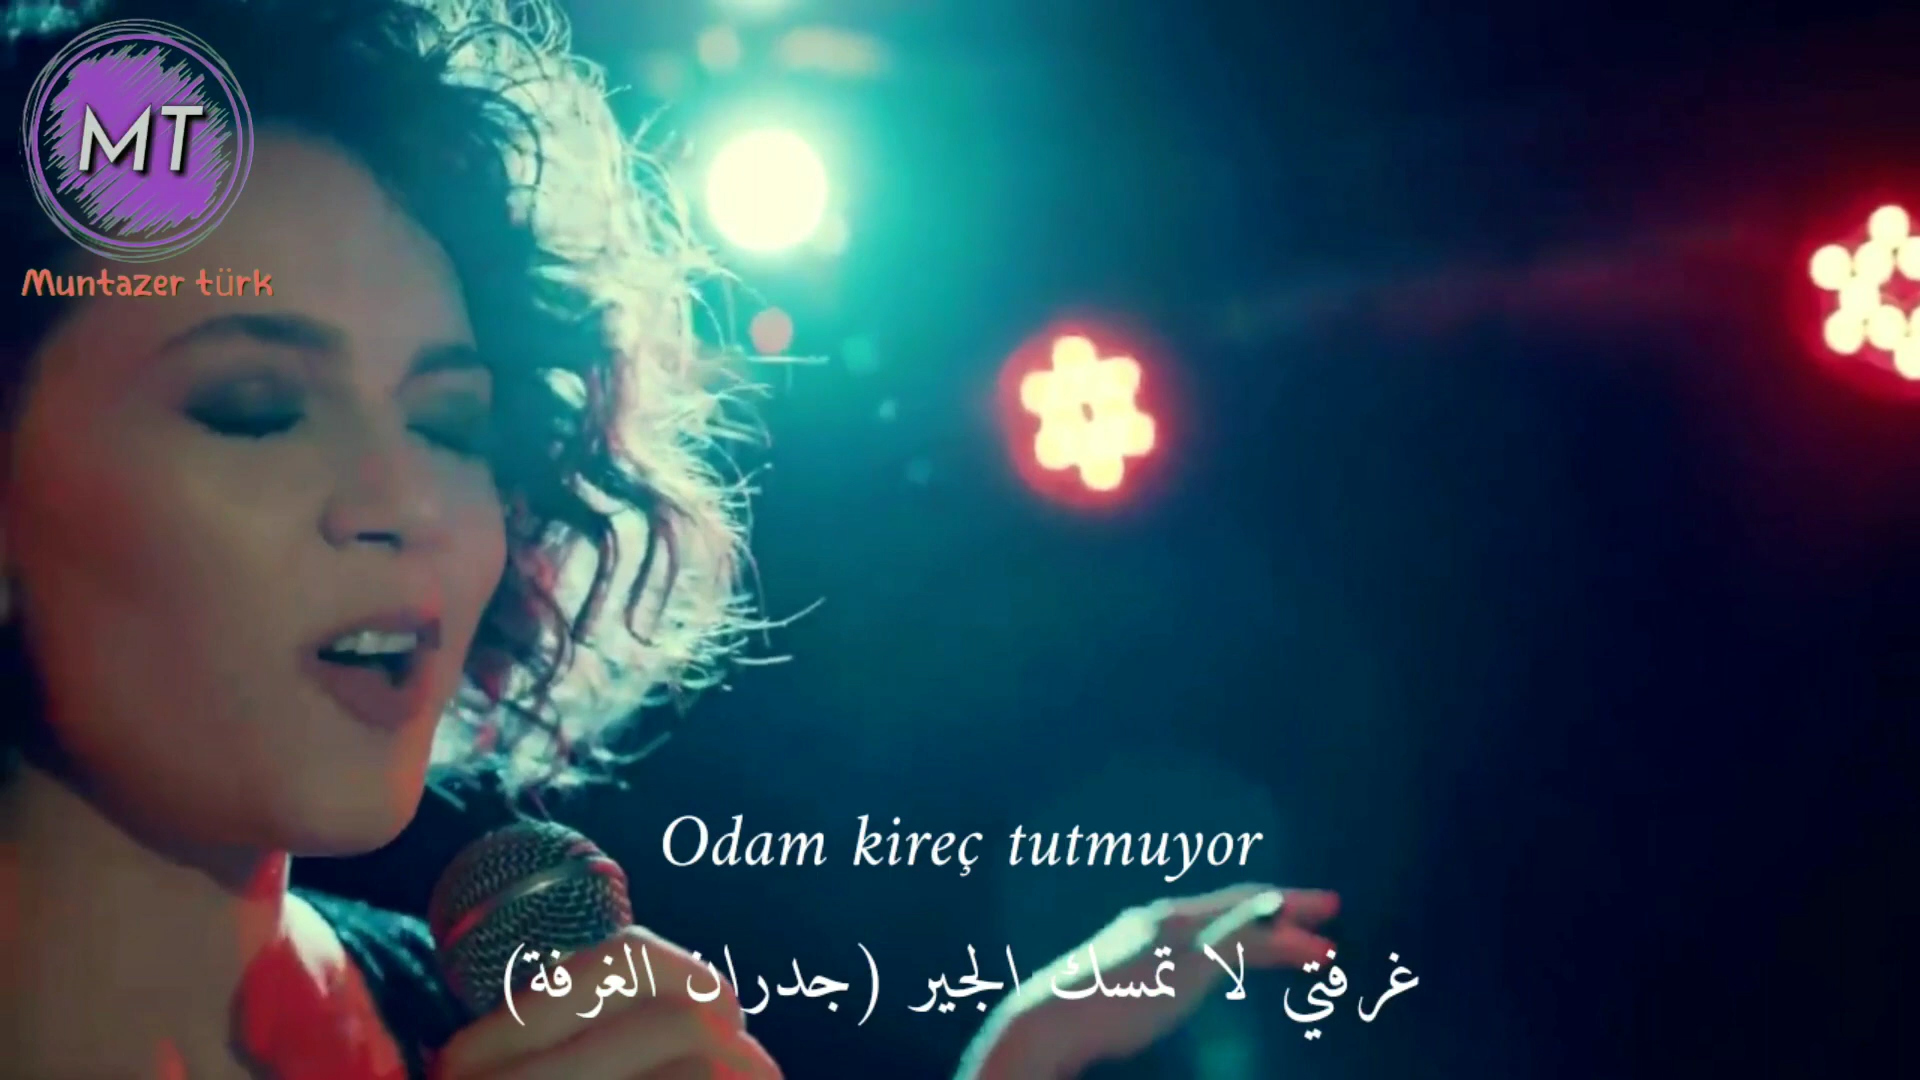 MT
Muntazer türk
Odam kireç tutmuyor
غرفتي لا تمسك الجير (جدران الغرفة)